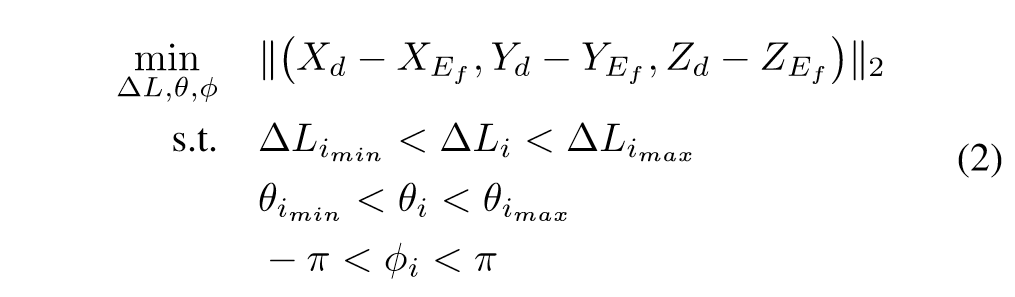 min ‖(X_d − X_{E_f}, Y_d − Y_{E_f}, Z_d − Z_{E_f})‖_2
ΔL,θ,ϕ
s.t. ΔL_{i_{min}} < ΔL_i < ΔL_{i_{max}}
(2)
θ_{i_{min}} < θ_i < θ_{i_{max}}
− π < ϕ_i < π